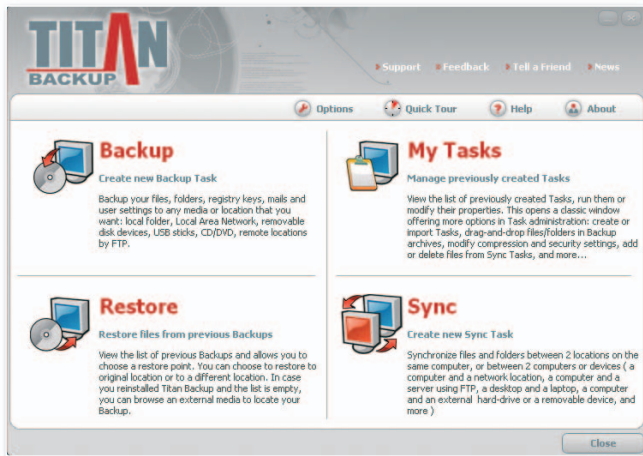 TITAN
BACKUP
Support Feedback Tell a Friend News
Options Quick Tour Help About
Backup
Create new Backup Task
Backup your files, folders, registry keys, mails and
user settings to any media or location that you
want: local folder, Local Area Network, removable
disk devices, USB sticks, CD/DVD, remote locations
by FTP.
My Tasks
Manage previously created Tasks
View the list of previously created Tasks, run them or
modify their properties. This opens a classic window
offering more options in Task administration: create or
import Tasks, drag-and-drop files/folders in Backup
archives, modify compression and security settings, add
or delete files from Sync Tasks, and more...
Restore
Restore files from previous Backups
View the list of previous Backups and allows you to
choose a restore point. You can choose to restore to
original location or to a different location. In case
you reinstalled Titan Backup and the list is empty,
you can browse an external media to locate your
Backup.
Sync
Create new Sync Task
Synchronize files and folders between 2 locations on the
same computer, or between 2 computers or devices ( a
computer and a network location, a computer and a
server using FTP, a desktop and a laptop, a computer
and an external hard-drive or a removable device, and
more )
Close